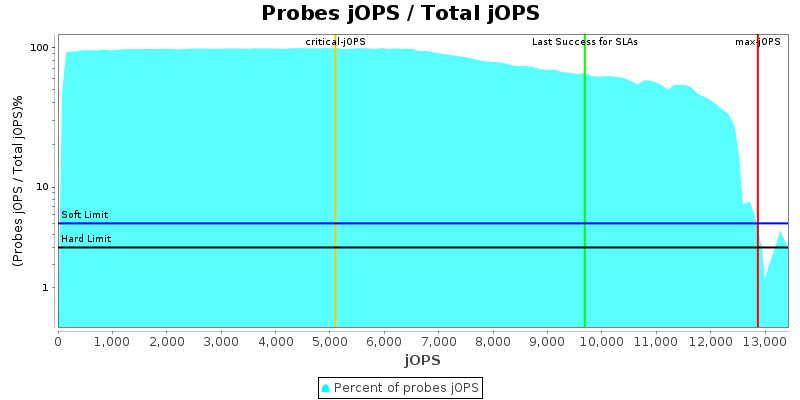 Probes jOPS / Total jOPS
critical-jOPS
Last Success for SLAs
max-jOPS
(Probes jOPS / Total jOPS)%
100
10
1
Soft Limit
Hard Limit
0 1,000 2,000 3,000 4,000 5,000 6,000 7,000 8,000 9,000 10,000 11,000 12,000 13,000
jOPS
Percent of probes jOPS